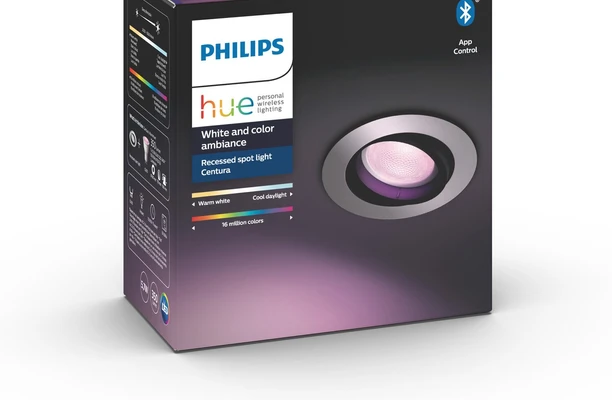 PHILIPS
hue personal
wireless
lighting
White and color
ambiance
Recessed spot light
Centura
Warm white
Cool daylight
16 million colors
App
Control